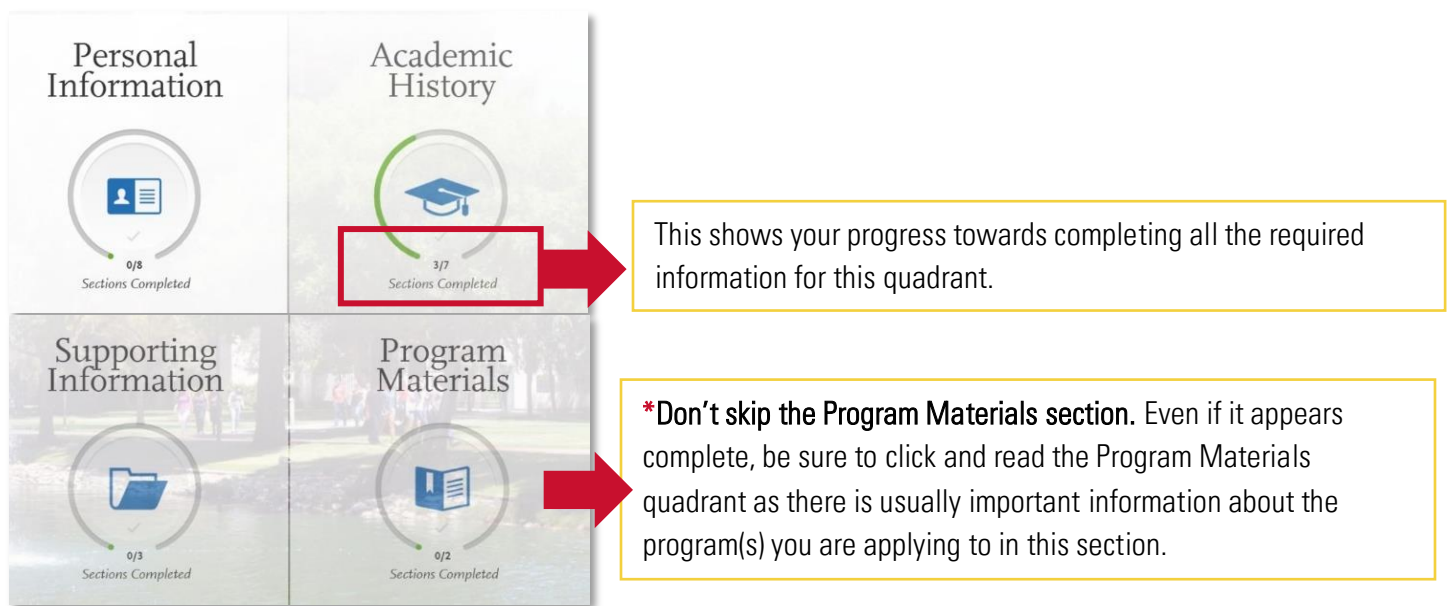 Personal
Information
0/8
Sections Completed
Academic
History
3/7
Sections Completed
This shows your progress towards completing all the required
information for this quadrant.
Supporting
Information
0/3
Sections Completed
Program
Materials
0/2
Sections Completed
*Don’t skip the Program Materials section. Even if it appears
complete, be sure to click and read the Program Materials
quadrant as there is usually important information about the
program(s) you are applying to in this section.